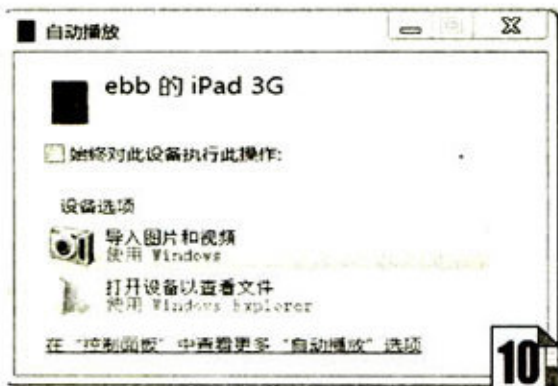 自动播放
ebb 的 iPad 3G
始终对此设备执行此操作:
设备选项
导入图片和视频
使用 Windows
打开设备以查看文件
使用 Windows Explorer
在 "控制面板" 中查看更多 "自动播放" 选项
10